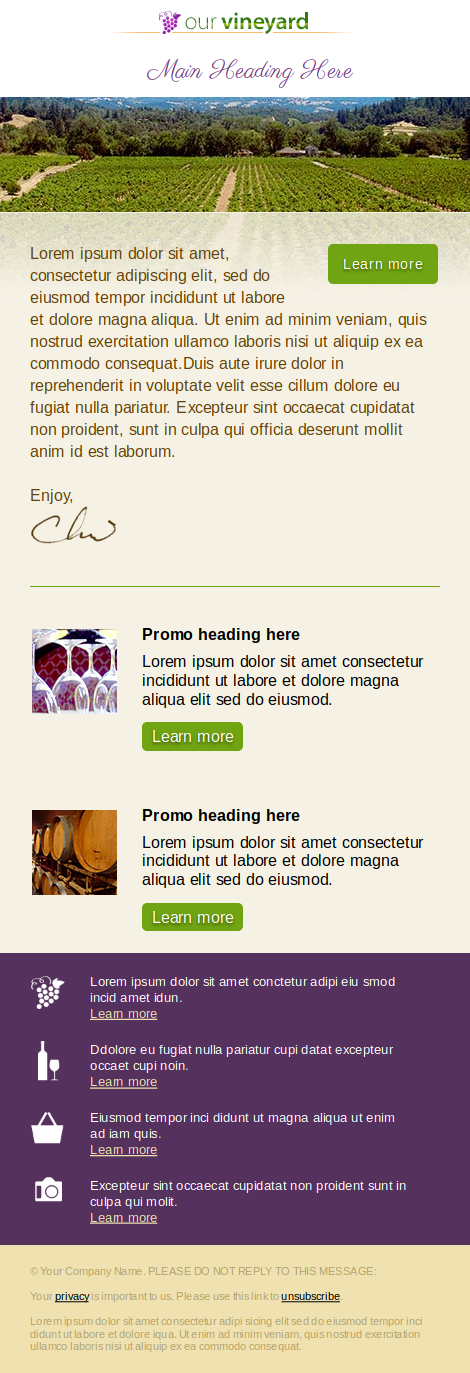 our vineyard
Main Heading Here
Learn more
Lorem ipsum dolor sit amet,
consectetur adipiscing elit, sed do
eiusmod tempor incididunt ut labore
et dolore magna aliqua. Ut enim ad minim veniam, quis
nostrud exercitation ullamco laboris nisi ut aliquip ex ea
commodo consequat.Duis aute irure dolor in
reprehenderit in voluptate velit esse cillum dolore eu
fugiat nulla pariatur. Excepteur sint occaecat cupidatat
non proident, sunt in culpa qui officia deserunt mollit
anim id est laborum.
Enjoy,
Promo heading here
Lorem ipsum dolor sit amet consectetur
incididunt ut labore et dolore magna
aliqua elit sed do eiusmod.
Learn more
Promo heading here
Lorem ipsum dolor sit amet consectetur
incididunt ut labore et dolore magna
aliqua elit sed do eiusmod.
Learn more
Lorem ipsum dolor sit amet conctetur adipi eiu smod
incid amet idun.
Learn more
Ddolore eu fugiat nulla pariatur cupi datat excepteur
occaet cupi noin.
Learn more
Eiusmod tempor inci didunt ut magna aliqua ut enim
ad iam quis.
Learn more
Excepteur sint occaecat cupidatat non proident sunt in
culpa qui molit.
Learn more
© Your Company Name. PLEASE DO NOT REPLY TO THIS MESSAGE:
Your privacy is important to us. Please use this link to unsubscribe.
Lorem ipsum dolor sit amet consectetur adipi sicing elit sed do eiusmod tempor inci
didunt ut labore et dolore iqua. Ut enim ad minim veniam, quis nostrud exercitation
ullamco laboris nisi ut aliquip ex ea commodo consequat.